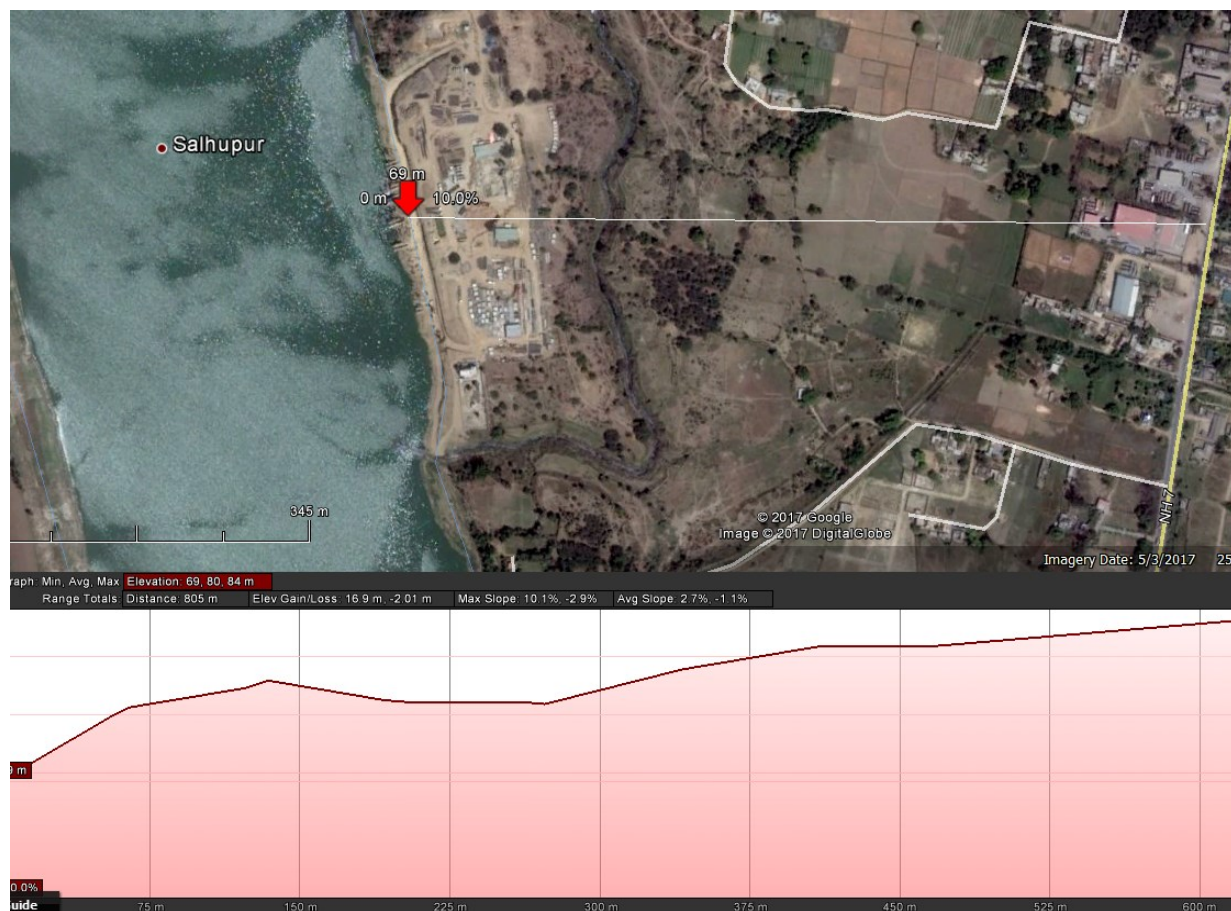 Salhupur
69 m
0 m 10.0%
345 m
NH 7
© 2017 Google
Image © 2017 DigitalGlobe
Imagery Date: 5/3/2017 25
raph: Min, Avg, Max Elevation: 69, 80, 84 m
Range Totals: Distance: 805 m Elev Gain/Loss: 16.9 m, -2.01 m Max Slope: 10.1%, -2.9% Avg Slope: 2.7%, -1.1%
9 m
0.0%
uide
75 m 150 m 225 m 300 m 375 m 450 m 525 m 600 m